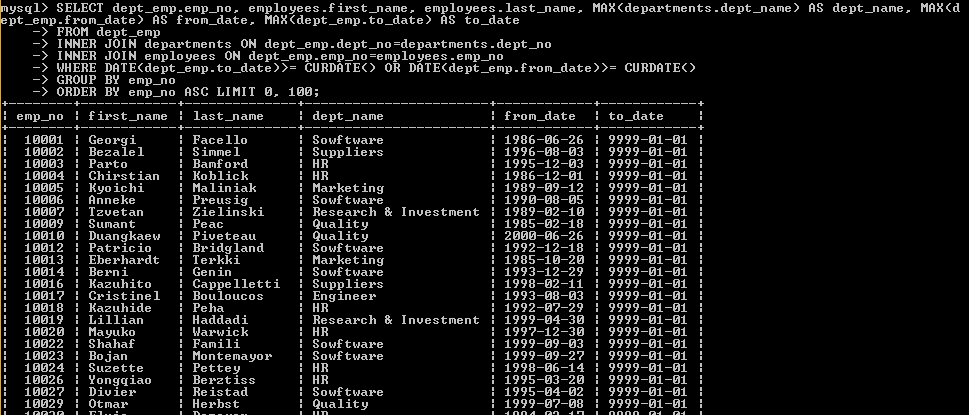 mysql> SELECT dept_emp.emp_no, employees.first_name, employees.last_name, MAX(departments.dept_name) AS dept_name, MAX(d
ept_emp.from_date) AS from_date, MAX(dept_emp.to_date) AS to_date
-> FROM dept_emp
-> INNER JOIN departments ON dept_emp.dept_no=departments.dept_no
-> INNER JOIN employees ON dept_emp.emp_no=employees.emp_no
-> WHERE DATE(dept_emp.to_date)>= CURDATE() OR DATE(dept_emp.from_date)>= CURDATE()
-> GROUP BY emp_no
-> ORDER BY emp_no ASC LIMIT 0, 100;
| emp_no | first_name | last_name | dept_name | from_date | to_date |
| 10001 | Georgi | Facello | Sowftware | 1986-06-26 | 9999-01-01 |
| 10002 | Bezalel | Simmel | Suppliers | 1996-08-03 | 9999-01-01 |
| 10003 | Parto | Bamford | HR | 1995-12-03 | 9999-01-01 |
| 10004 | Chirstian | Koblick | HR | 1986-12-01 | 9999-01-01 |
| 10005 | Kyoichi | Maliniak | Marketing | 1989-09-12 | 9999-01-01 |
| 10006 | Anneke | Preusig | Sowftware | 1990-08-05 | 9999-01-01 |
| 10007 | Tzvetan | Zielinski | Research & Investment | 1989-02-10 | 9999-01-01 |
| 10009 | Sumant | Peac | Quality | 1985-02-18 | 9999-01-01 |
| 10010 | Duangkaew | Piveteau | Quality | 2000-06-26 | 9999-01-01 |
| 10012 | Patricio | Bridgland | Sowftware | 1992-12-18 | 9999-01-01 |
| 10013 | Eberhardt | Terkki | Marketing | 1985-10-20 | 9999-01-01 |
| 10014 | Berni | Genin | Sowftware | 1993-12-29 | 9999-01-01 |
| 10016 | Kazuhito | Cappelletti | Suppliers | 1998-02-11 | 9999-01-01 |
| 10017 | Cristinel | Bouloucos | Engineer | 1993-08-03 | 9999-01-01 |
| 10018 | Kazuhide | Peha | HR | 1992-07-29 | 9999-01-01 |
| 10019 | Lillian | Haddadi | Research & Investment | 1999-04-30 | 9999-01-01 |
| 10020 | Mayuko | Warwick | HR | 1997-12-30 | 9999-01-01 |
| 10022 | Shahaf | Famili | Sowftware | 1999-09-03 | 9999-01-01 |
| 10023 | Bojan | Montemayor | Sowftware | 1999-09-27 | 9999-01-01 |
| 10024 | Suzette | Pettey | HR | 1998-06-14 | 9999-01-01 |
| 10026 | Yongqiao | Berztiss | HR | 1995-03-20 | 9999-01-01 |
| 10027 | Divier | Reistad | Sowftware | 1995-04-02 | 9999-01-01 |
| 10029 | Otmar | Herbst | Quality | 1999-07-08 | 9999-01-01 |